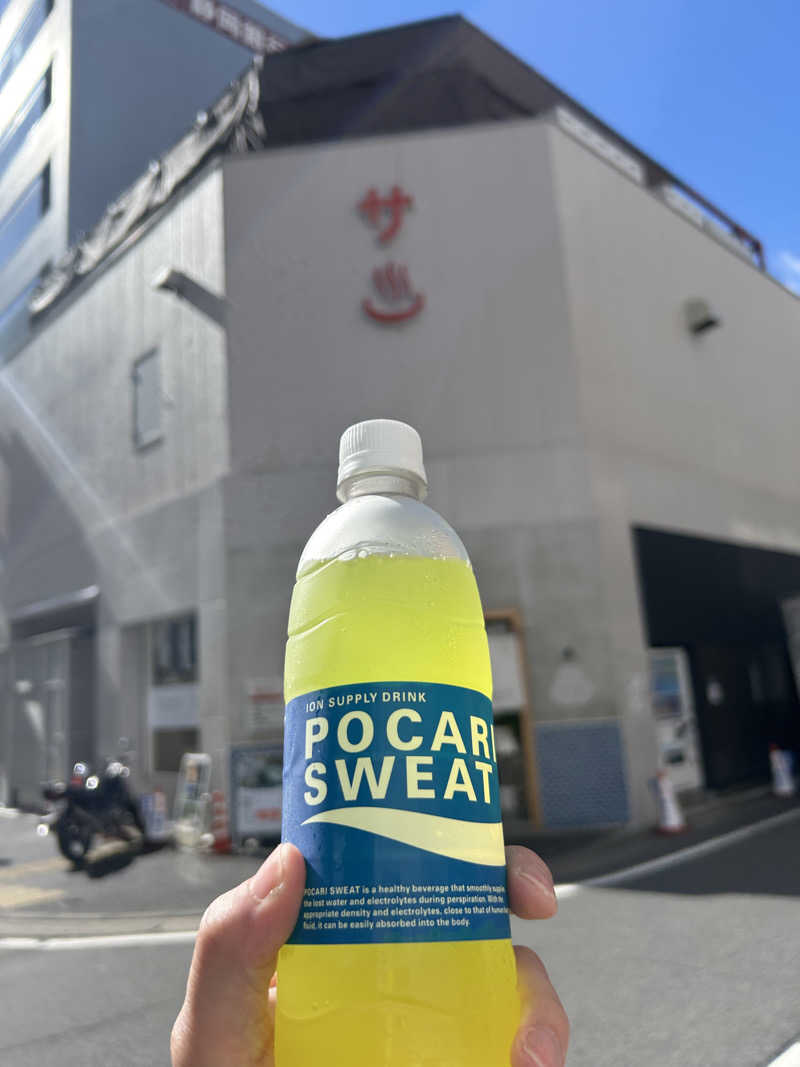 サ
ION SUPPLY DRINK
POCARI
SWEAT
POCARI SWEAT is a healthy beverage that smoothly supplies
the lost water and electrolytes during perspiration. With the
appropriate density and electrolytes, close to that of human
fluid, it can be easily absorbed into the body.